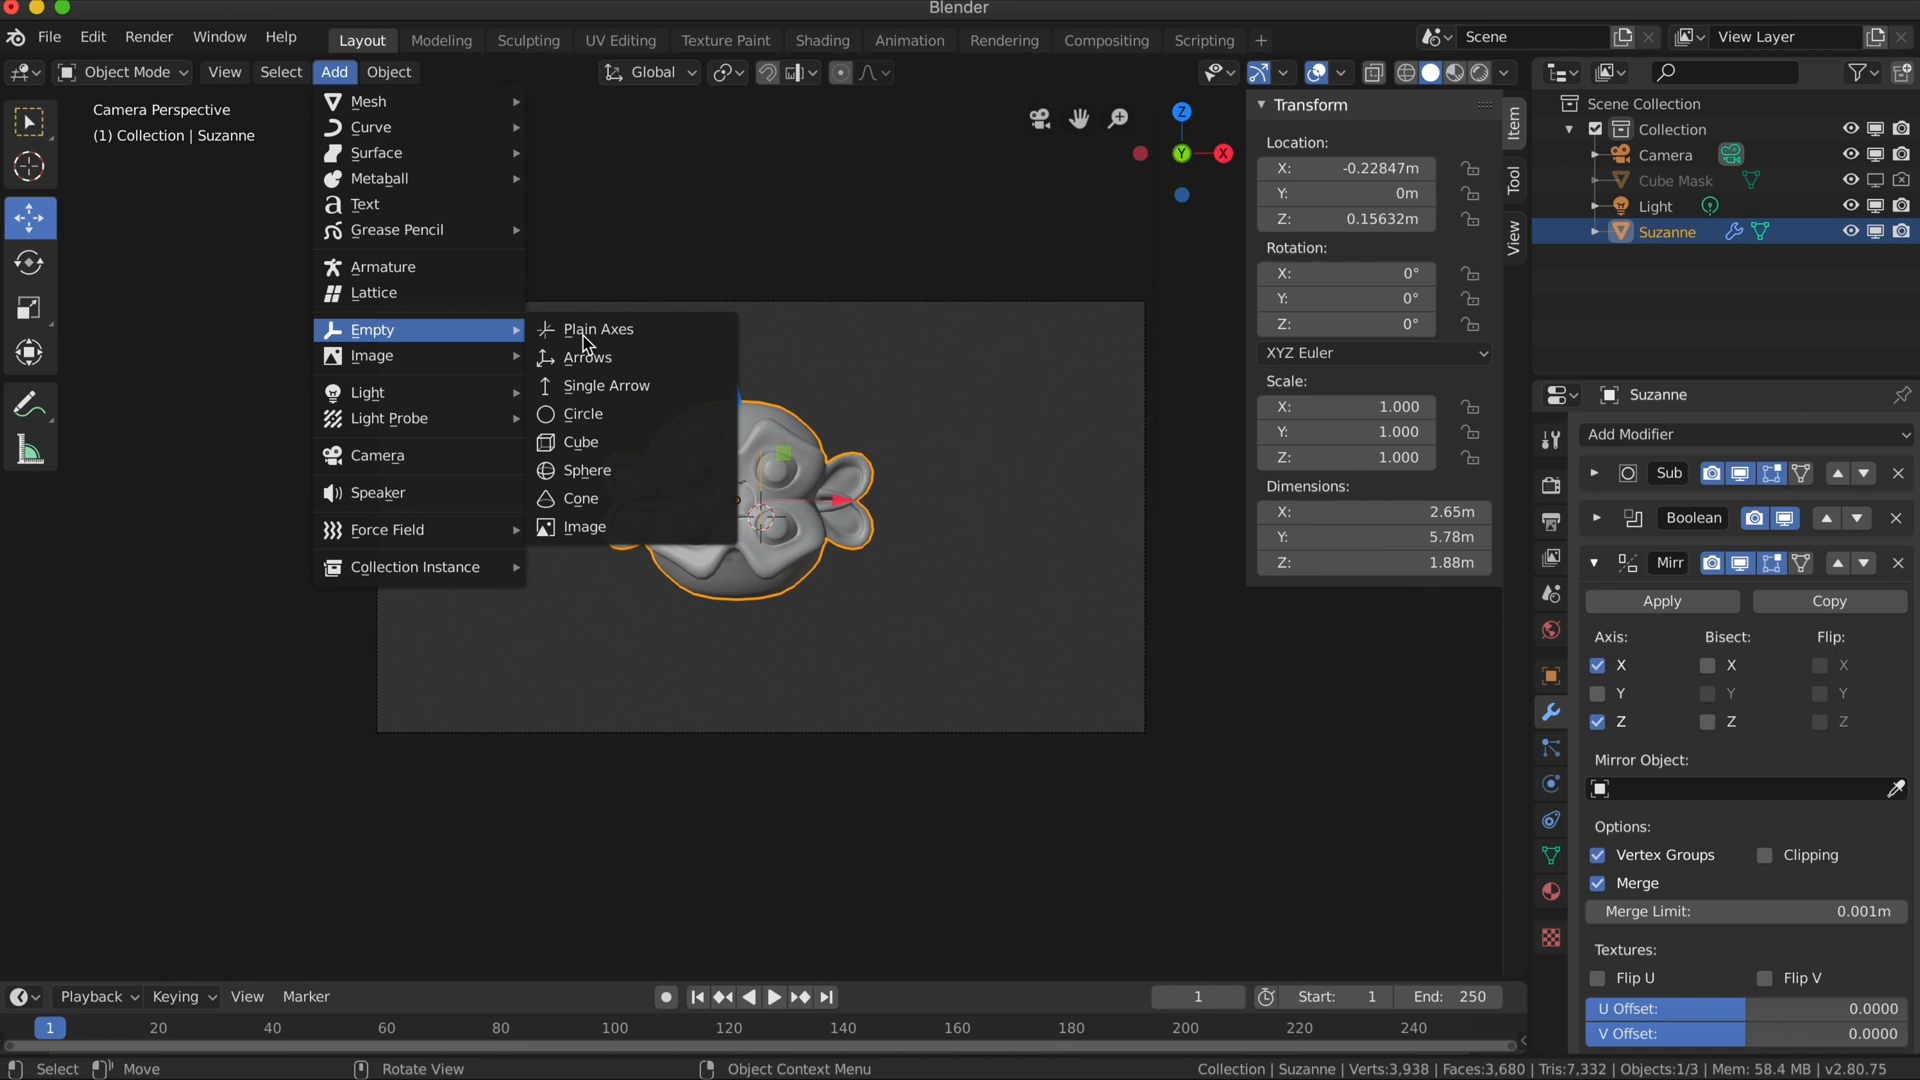 Blender
File Edit Render Window Help
Layout Modeling Sculpting UV Editing Texture Paint Shading Animation Rendering Compositing Scripting +
Scene
View Layer
Object Mode View Select Add Object
Global
Camera Perspective
(1) Collection | Suzanne
Mesh
Curve
Surface
Metaball
Text
Grease Pencil
Armature
Lattice
Empty
Image
Light
Light Probe
Camera
Speaker
Force Field
Collection Instance
Plain Axes
Arrows
Single Arrow
Circle
Cube
Sphere
Cone
Image
Z
Y
X
Transform
Location:
X: -0.22847m
Y: 0m
Z: 0.15632m
Rotation:
X: 0°
Y: 0°
Z: 0°
XYZ Euler
Scale:
X: 1.000
Y: 1.000
Z: 1.000
Dimensions:
X: 2.65m
Y: 5.78m
Z: 1.88m
Item
Tool
View
Scene Collection
Collection
Camera
Cube Mask
Light
Suzanne
Suzanne
Add Modifier
Sub
Boolean
Mirr
Apply Copy
Axis: Bisect: Flip:
X X X
Y Y Y
Z Z Z
Mirror Object:
Options:
Vertex Groups Clipping
Merge
Merge Limit: 0.001m
Textures:
Flip U Flip V
U Offset: 0.0000
V Offset: 0.0000
Playback Keying View Marker
1 Start: 1 End: 250
1 20 40 60 80 100 120 140 160 180 200 220 240
Select Move Rotate View Object Context Menu
Collection | Suzanne | Verts:3,938 | Faces:3,680 | Tris:7,332 | Objects:1/3 | Mem: 58.4 MB | v2.80.75